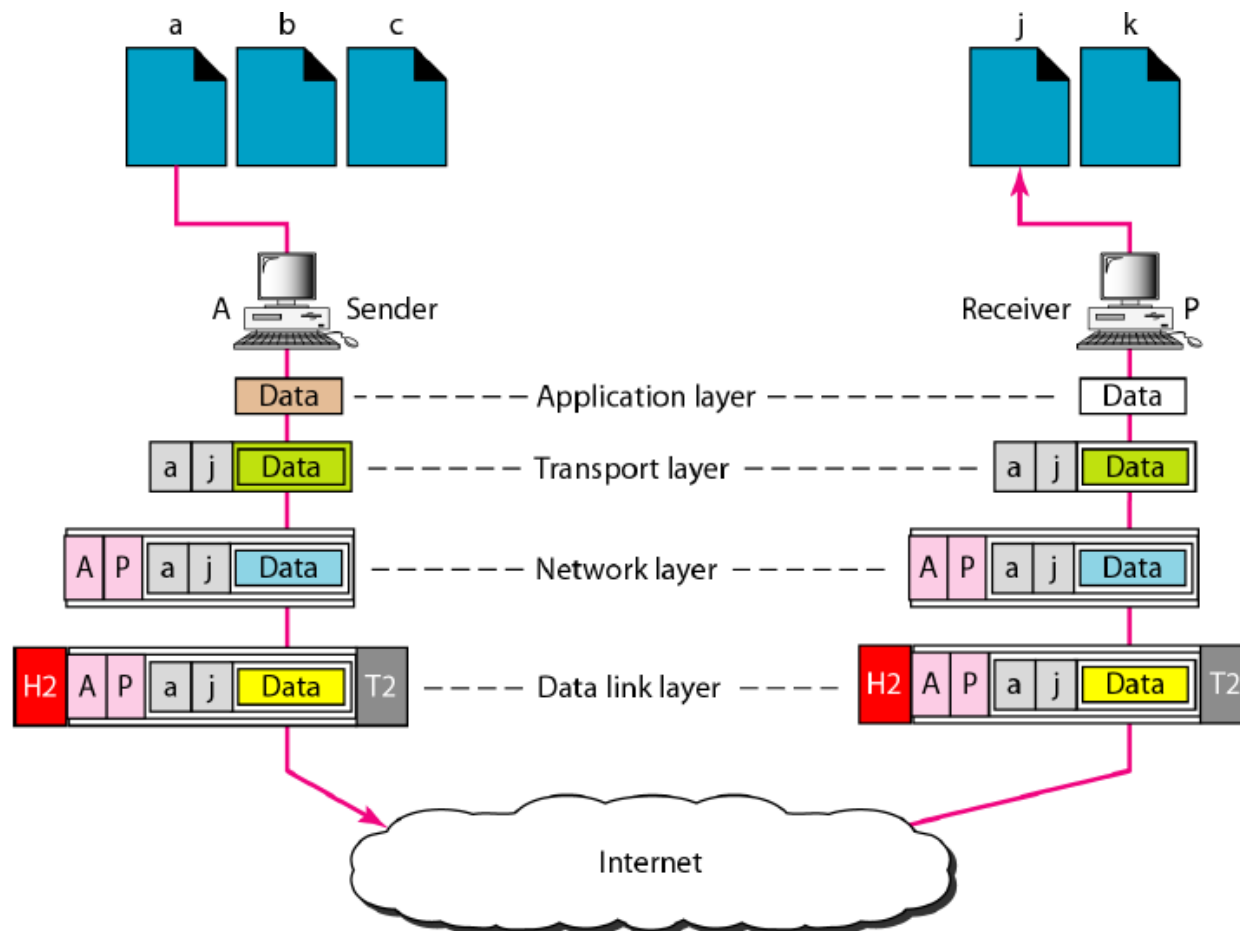 a b c j k
A Sender Receiver P
Data Application layer Data
a j Data Transport layer a j Data
A P a j Data Network layer A P a j Data
H2 A P a j Data T2 Data link layer H2 A P a j Data T2
Internet